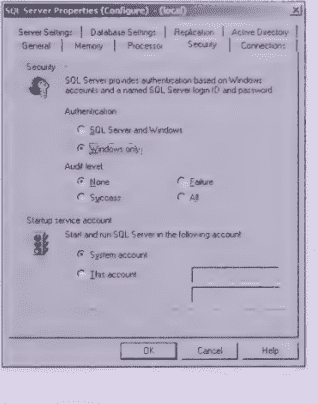 SQL Server Properties (Configure) - (local)
Server Settings | Database Settings | Replication | Active Directory
General | Memory | Processor | Security | Connections
Security
SQL Server provides authentication based on Windows
accounts and a named SQL Server login ID and password
Authentication
SQL Server and Windows
Windows only
Audit level
None
Failure
Success
All
Startup service account
Start and run SQL Server in the following account
System account
This account
OK
Cancel
Help